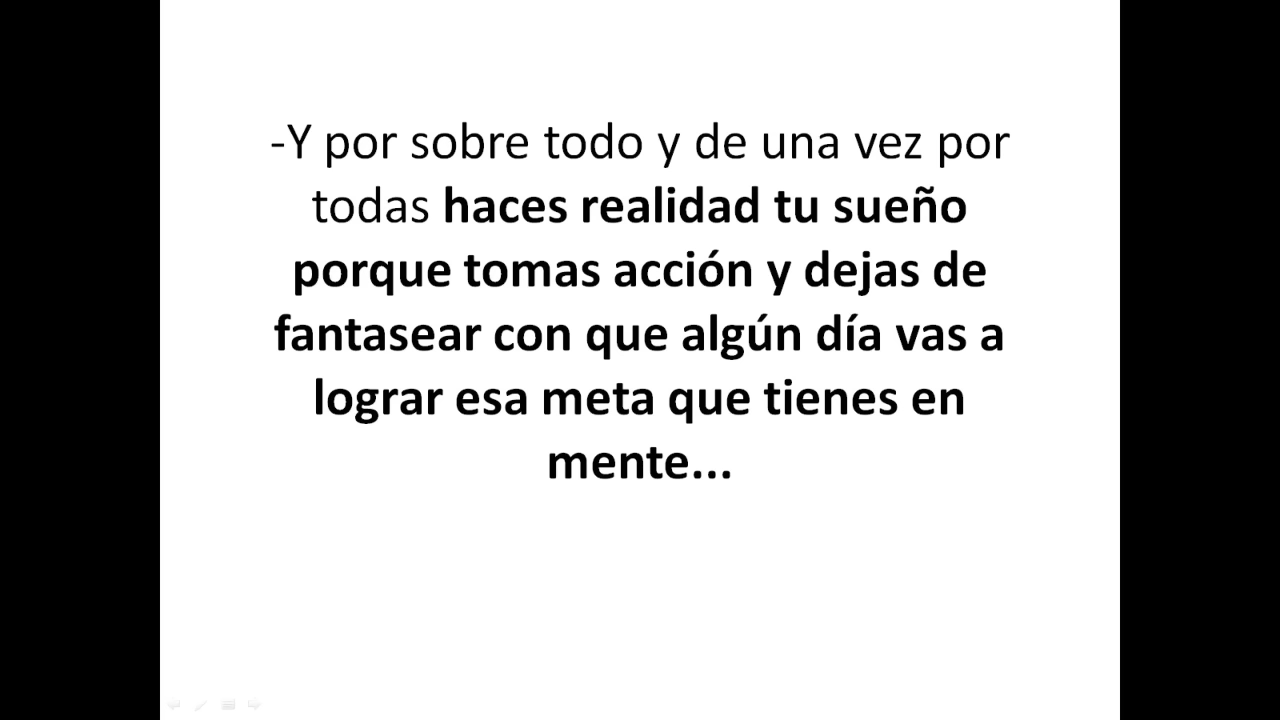 -Y por sobre todo y de una vez por
todas haces realidad tu sueño
porque tomas acción y dejas de
fantasear con que algún día vas a
lograr esa meta que tienes en
mente...